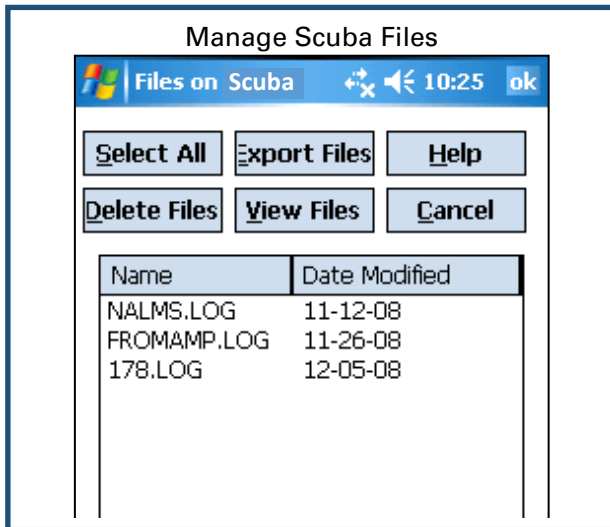 Manage Scuba Files
Files on Scuba 10:25 ok
Select All Export Files Help
Delete Files View Files Cancel
Name Date Modified
NALMS.LOG 11-12-08
FROMAMP.LOG 11-26-08
178.LOG 12-05-08